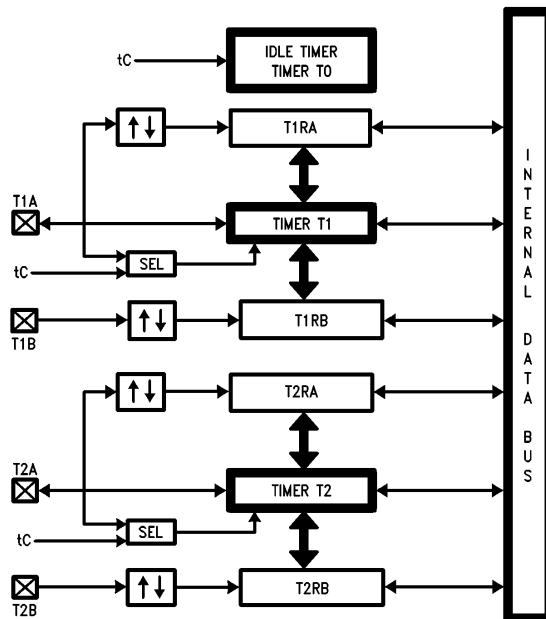 IDLE TIMER
TIMER T0
tC
T1RA
T1A
TIMER T1
SEL
tC
T1B
T1RB
T2RA
T2A
TIMER T2
SEL
tC
T2B
T2RB
INTERNAL DATA BUS